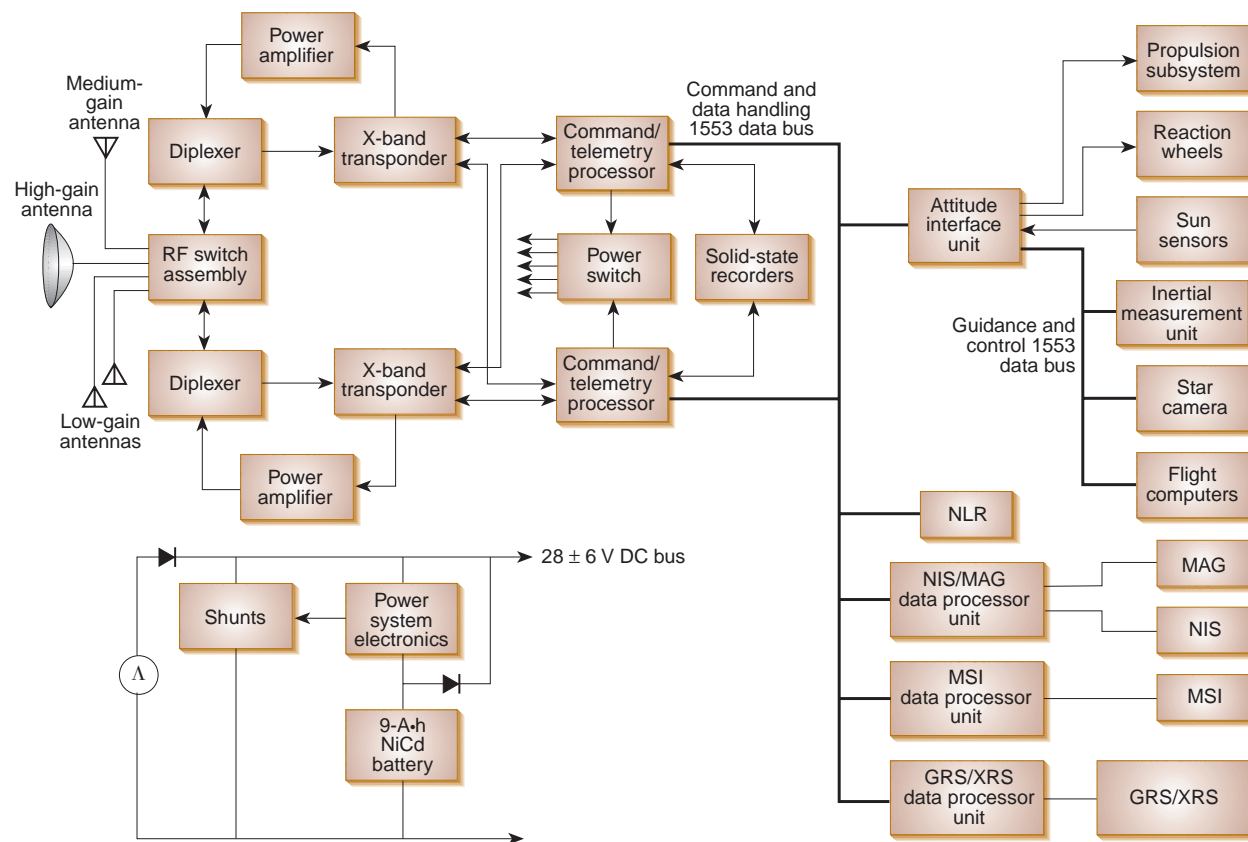 Power
amplifier
Medium-
gain
antenna
Diplexer
X-band
transponder
Command/
telemetry
processor
Command and
data handling
1553 data bus
Propulsion
subsystem
Reaction
wheels
High-gain
antenna
RF switch
assembly
Power
switch
Solid-state
recorders
Attitude
interface
unit
Sun
sensors
Inertial
measurement
unit
Guidance and
control 1553
data bus
Diplexer
X-band
transponder
Command/
telemetry
processor
Star
camera
Low-gain
antennas
Power
amplifier
Flight
computers
NLR
28 ± 6 V DC bus
Shunts
Power
system
electronics
NIS/MAG
data processor
unit
MAG
NIS
Λ
9-A•h
NiCd
battery
MSI
data processor
unit
MSI
GRS/XRS
data processor
unit
GRS/XRS